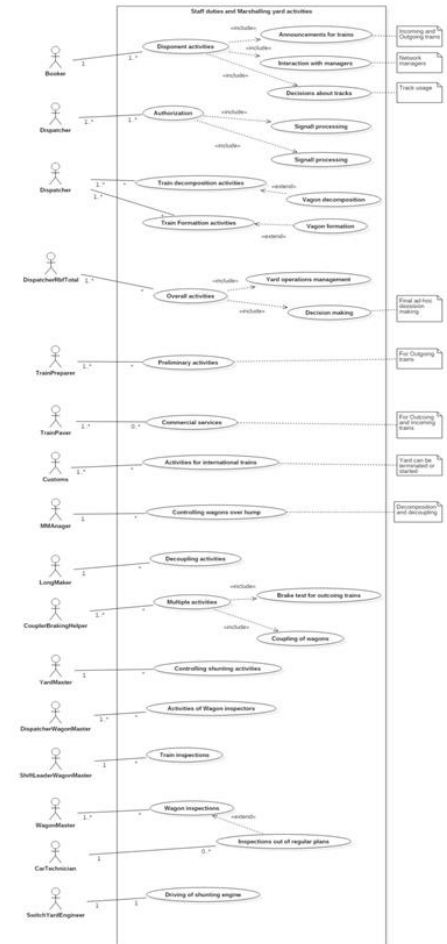 Staff duties and Marshalling yard activities
Booker
1
1..*
Disponent activities
«include»
«include»
«include»
Announcements for trains
Interaction with managers
Decisions about tracks
Incoming and
Outgoing trains
Network
managers
Track usage
Dispatcher
1..*
1..*
Authorization
«include»
«include»
Signall processing
Signall processing
Dispatcher
1..*
*
1..*
*
Train decomposition activities
«extend»
Vagon decomposition
Train Formattion activities
«extend»
Vagon formation
DispatcherRbfTotal
1..*
*
Overall activities
«include»
«include»
Yard operations management
Decision making
Final ad-hoc
making
TrainPreparer
1..*
*
Preliminary activities
For Outgoing
trains
TrainPaver
1..*
0..*
Commercial services
For Outcoing
and Incoming
trains
Customs
1..*
*
Activities for international trains
Yard can be
terminated or
started
MMAnager
1
*
Controlling wagons over hump
Decomposition
and decoupling
LongMaker
1
*
Decoupling activities
CouplerBrakingHelper
1..*
*
Multiple activities
«include»
«include»
Brake test for outcoing trains
Coupling of wagons
YardMaster
1
*
Controlling shunting activities
DispatcherWagonMaster
1..*
*
Activities of Wagon inspectors
ShiftLeaderWagonMaster
1
*
Train inspections
WagonMaster
1..*
*
Wagon inspections
«extend»
CarTechnician
1
0..*
Inspections out of regular plans
SwitchYardEngineer
1
1
Driving of shunting engine